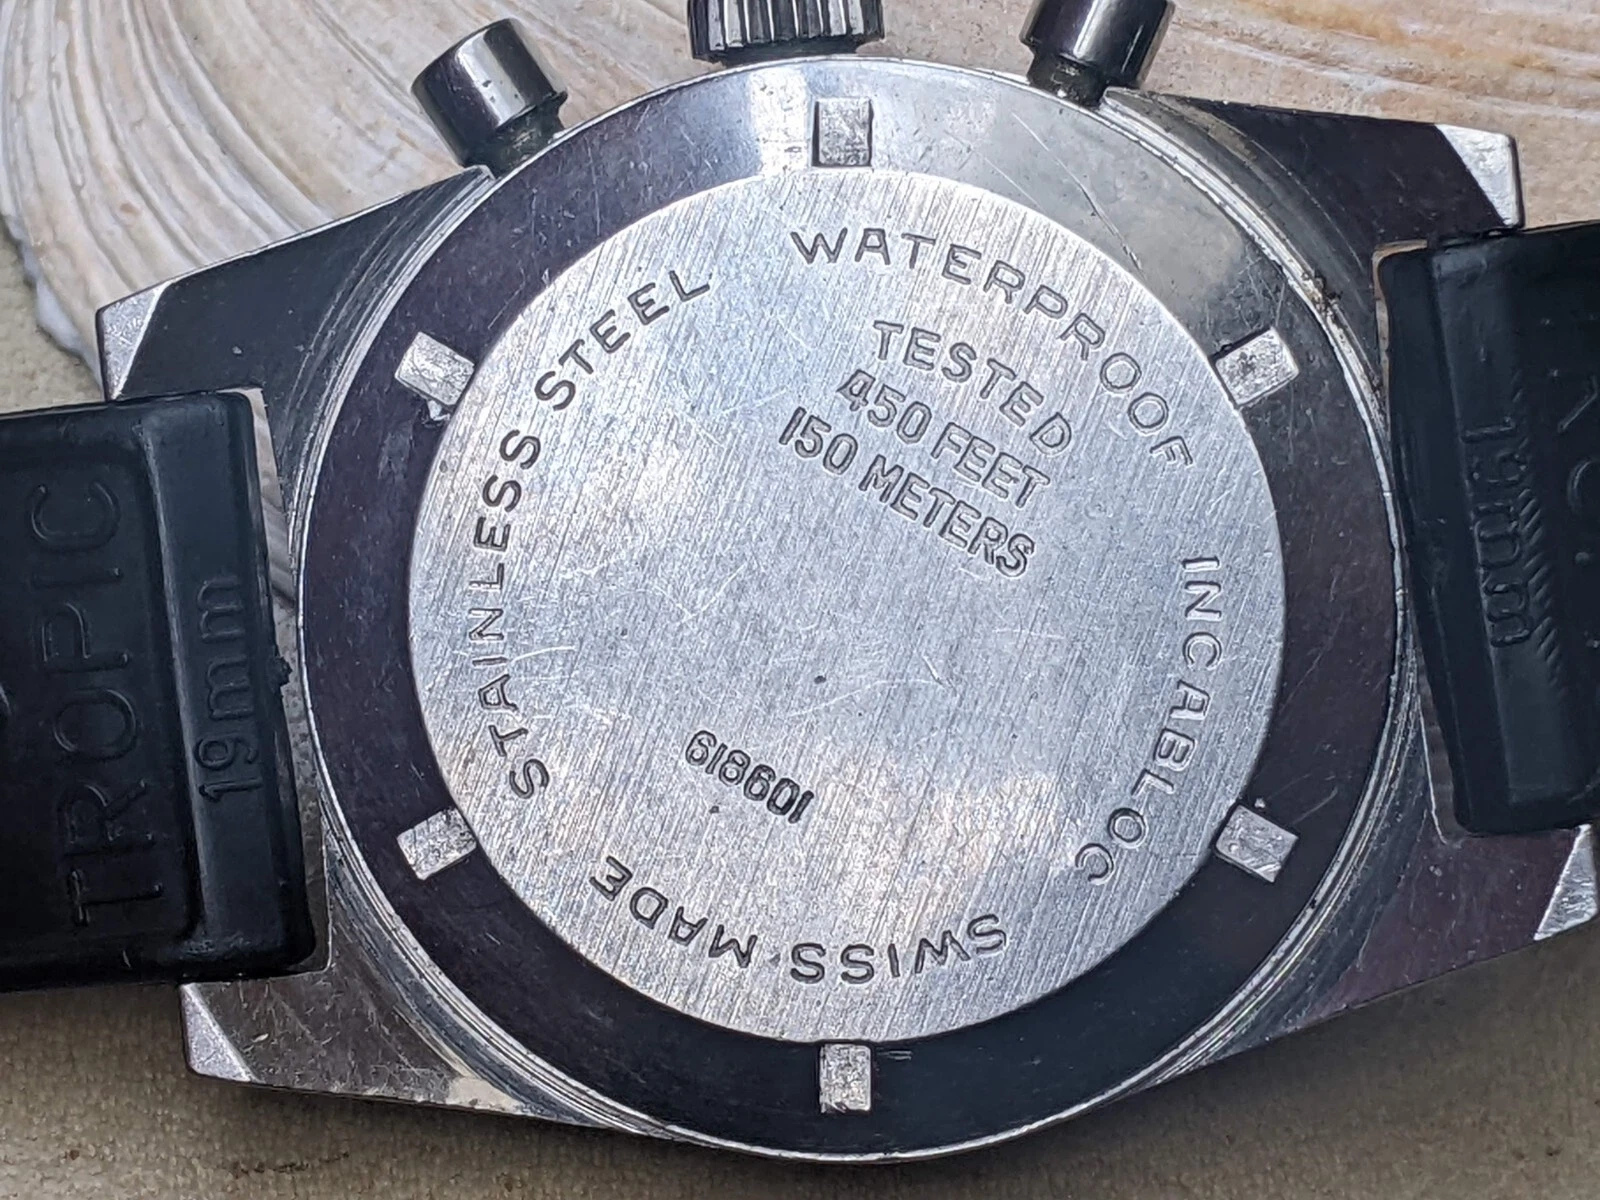 WATERPROOF
INCABLOC
SWISS MADE
STAINLESS STEEL
TESTED
450 FEET
150 METERS
618601
TROPIC
19mm
19mm